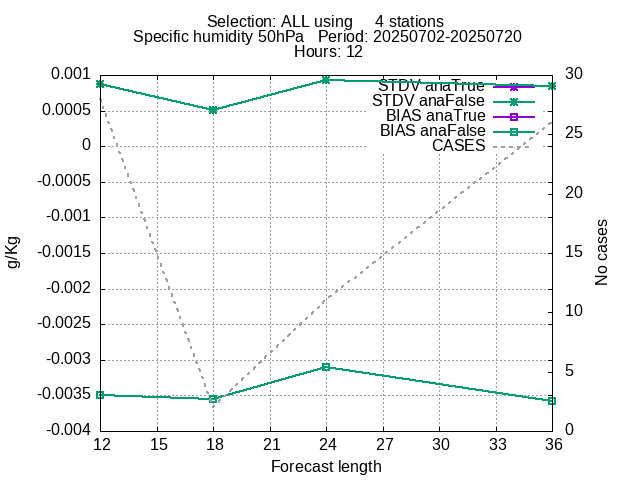 Selection: ALL using     4 stations
Specific humidity 50hPa   Period: 20250702-20250720
Hours: 12
0.001
0.0005
0
-0.0005
-0.001
-0.0015
-0.002
-0.0025
-0.003
-0.0035
-0.004
g/Kg
STDV anaTrue
STDV anaFalse
BIAS anaTrue
BIAS anaFalse
CASES
30
25
20
15
10
5
0
No cases
12 15 18 21 24 27 30 33 36
Forecast length